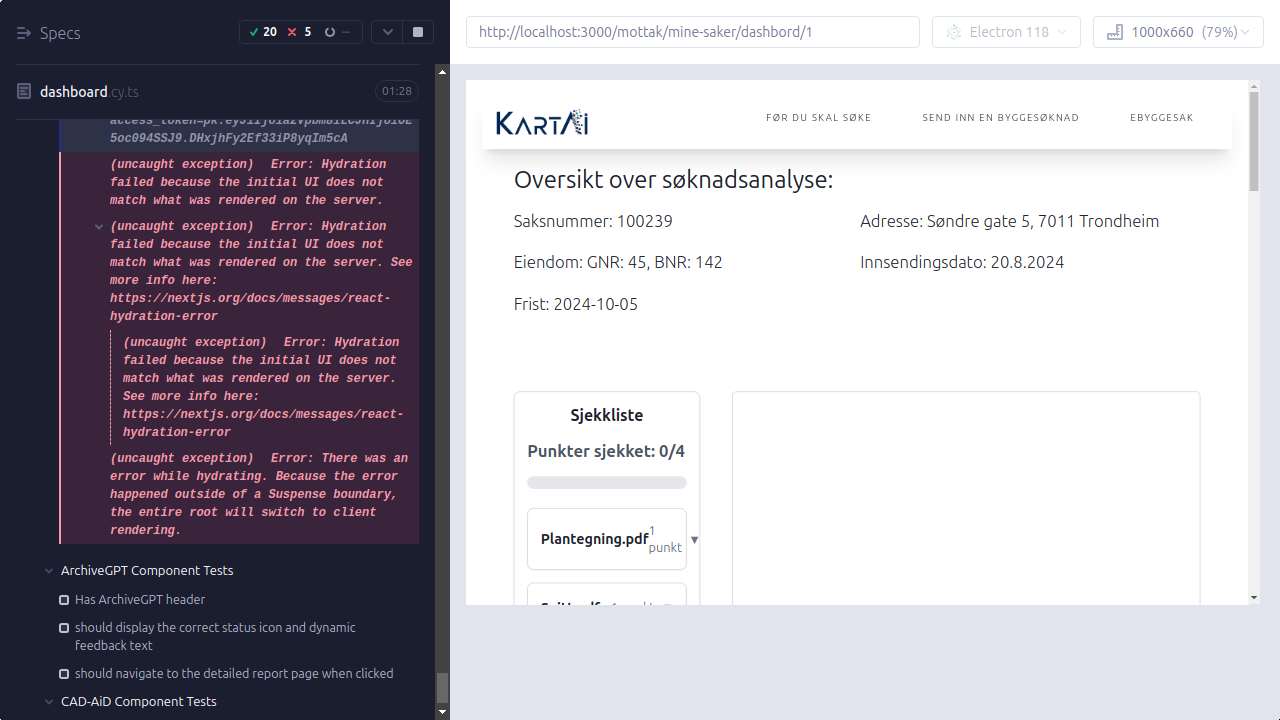 Specs
20
5
--
dashboard.cy.ts
01:28
5oc094SSJ9.DHxjhFy2Ef33iP8yqIm5cA
(uncaught exception) Error: Hydration
failed because the initial UI does not
match what was rendered on the server.
(uncaught exception) Error: Hydration
failed because the initial UI does not
match what was rendered on the server. See
more info here:
https://nextjs.org/docs/messages/react-
hydration-error
(uncaught exception) Error: Hydration
failed because the initial UI does not
match what was rendered on the server.
See more info here:
https://nextjs.org/docs/messages/react-
hydration-error
(uncaught exception) Error: There was an
error while hydrating. Because the error
happened outside of a Suspense boundary,
the entire root will switch to client
rendering.
ArchiveGPT Component Tests
Has ArchiveGPT header
should display the correct status icon and dynamic
feedback text
should navigate to the detailed report page when clicked
CAD-AiD Component Tests
http://localhost:3000/mottak/mine-saker/dashbord/1
Electron 118
1000x660 (79%)
KartAi
FØR DU SKAL SØKE
SEND INN EN BYGGESØKNAD
EBYGGESAK
Oversikt over søknadsanalyse:
Saksnummer: 100239
Adresse: Søndre gate 5, 7011 Trondheim
Eiendom: GNR: 45, BNR: 142
Innsendingsdato: 20.8.2024
Frist: 2024-10-05
Sjekkliste
Punkter sjekket: 0/4
Plantegning.pdf
1
punkt